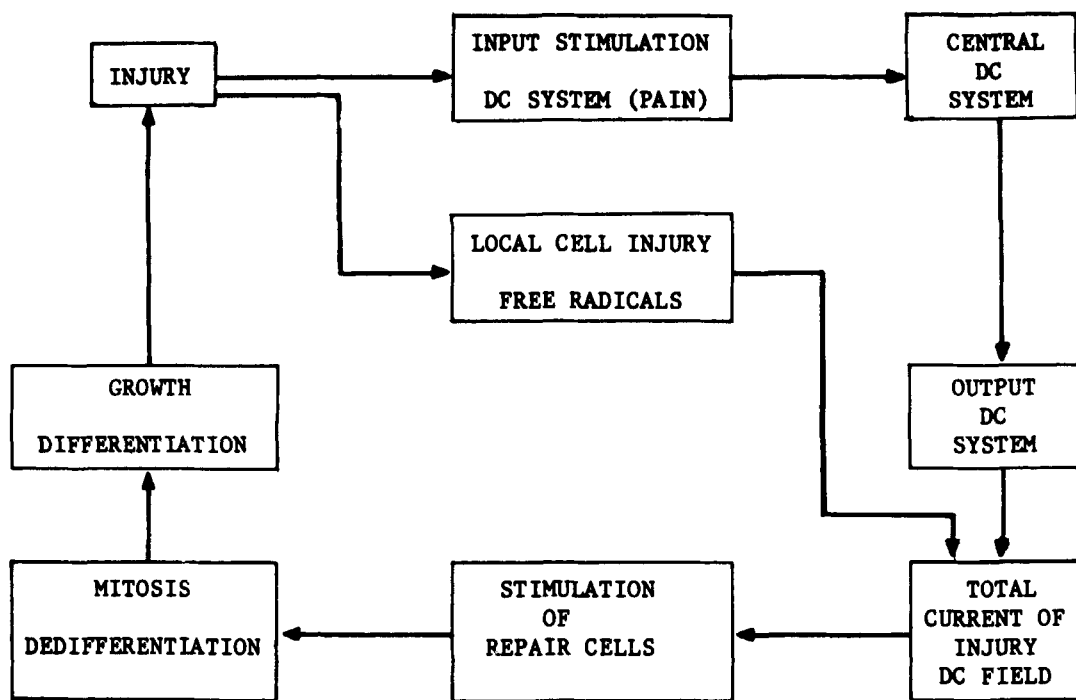 INJURY
INPUT STIMULATION
DC SYSTEM (PAIN)
CENTRAL
DC
SYSTEM
LOCAL CELL INJURY
FREE RADICALS
GROWTH
DIFFERENTIATION
OUTPUT
DC
SYSTEM
MITOSIS
DEDIFFERENTIATION
STIMULATION
OF
REPAIR CELLS
TOTAL
CURRENT OF
INJURY
DC FIELD